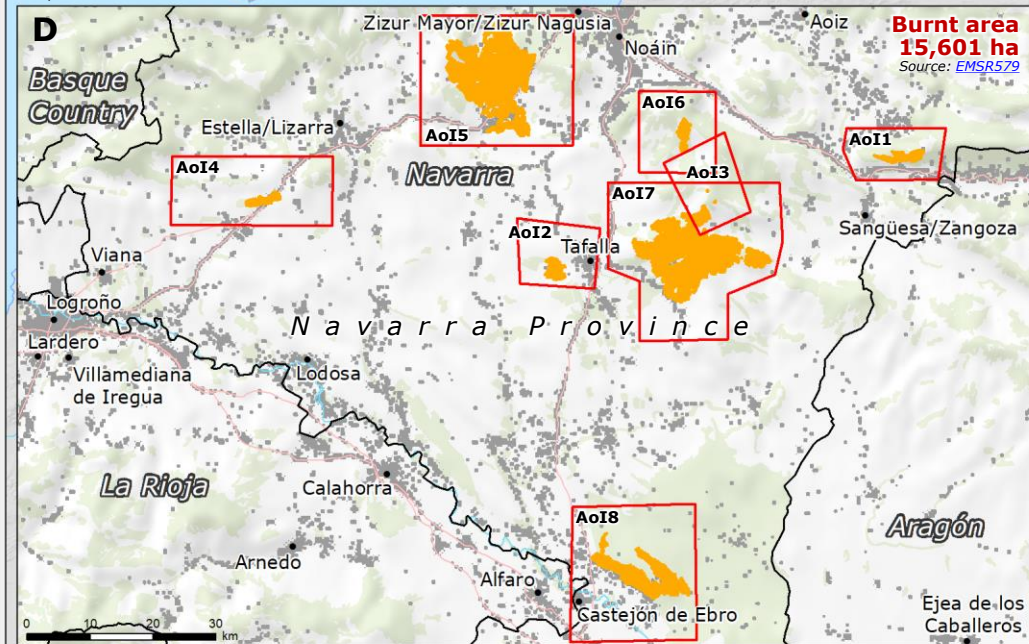 D
Zizur Mayor/Zizur Nagusia
Aoiz
Burnt area
15,601 ha
Source: EMSR579
Noáin
Basque
Country
Estella/Lizarra
AoI5
AoI6
AoI1
AoI4
Navarra
AoI3
AoI7
Sangüesa/Zangoza
AoI2
Tafalla
Viana
Logroño
Navarra Province
Lardero
Villamediana
de Iregua
Lodosa
La Rioja
Calahorra
AoI8
Aragón
Arnedo
Alfaro
Castejón de Ebro
Ejea de los
Caballeros
0 10 20 30
km